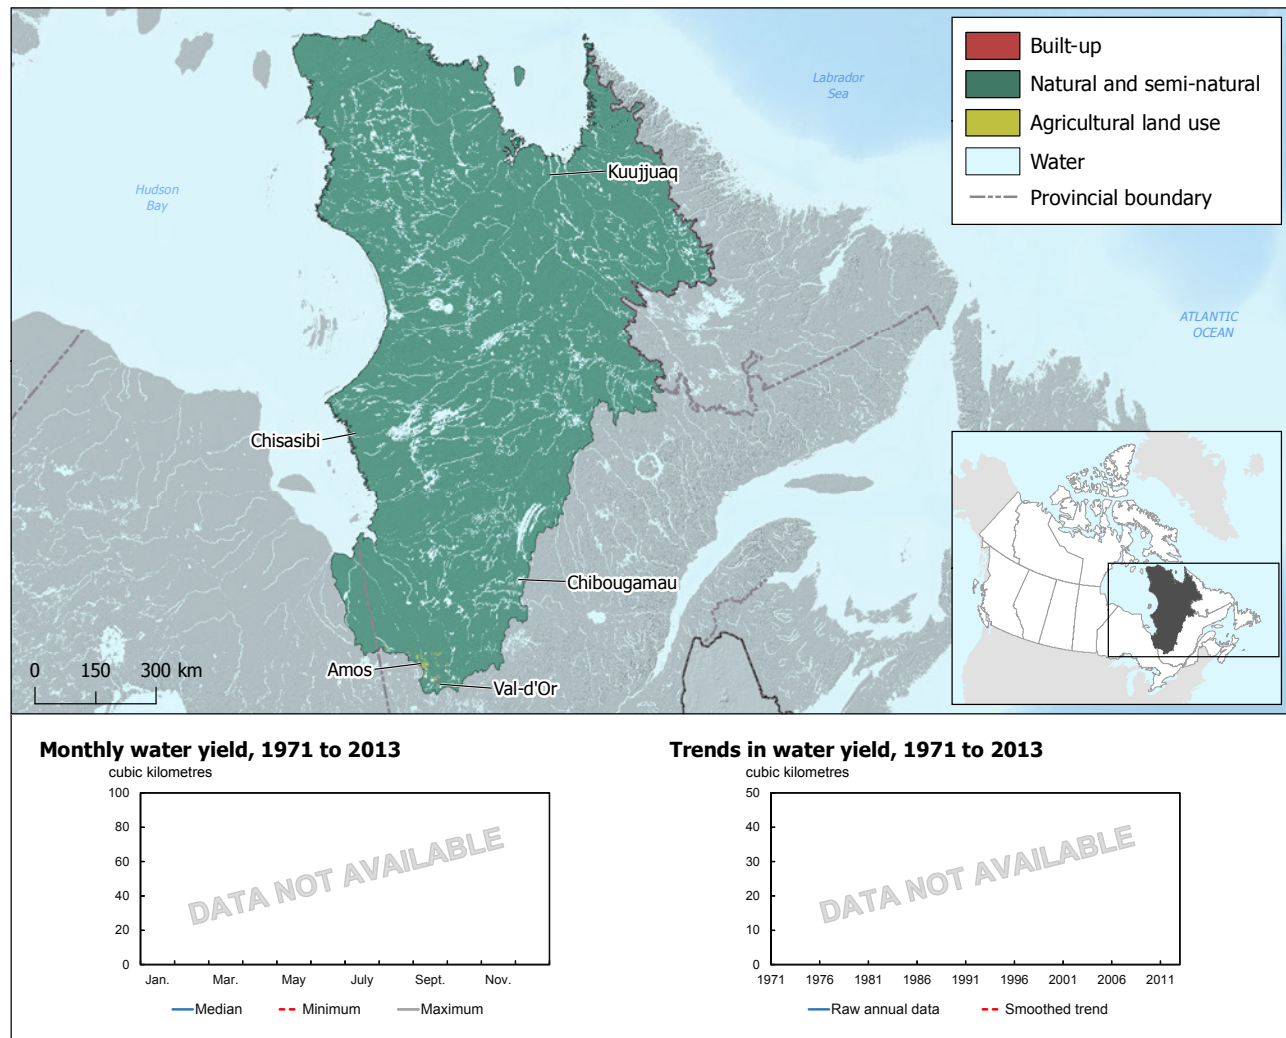 Labrador
Sea
Built-up
Natural and semi-natural
Agricultural land use
Water
Provincial boundary
Kuujjuaq
Hudson
Bay
ATLANTIC
OCEAN
Chisasibi
Chibougamau
Amos
Val-d'Or
0 150 300 km
Monthly water yield, 1971 to 2013
cubic kilometres
100
80
60
40
20
0
DATA NOT AVAILABLE
Jan. Mar. May July Sept. Nov.
Median Minimum Maximum
Trends in water yield, 1971 to 2013
cubic kilometres
50
40
30
20
10
0
DATA NOT AVAILABLE
1971 1976 1981 1986 1991 1996 2001 2006 2011
Raw annual data Smoothed trend